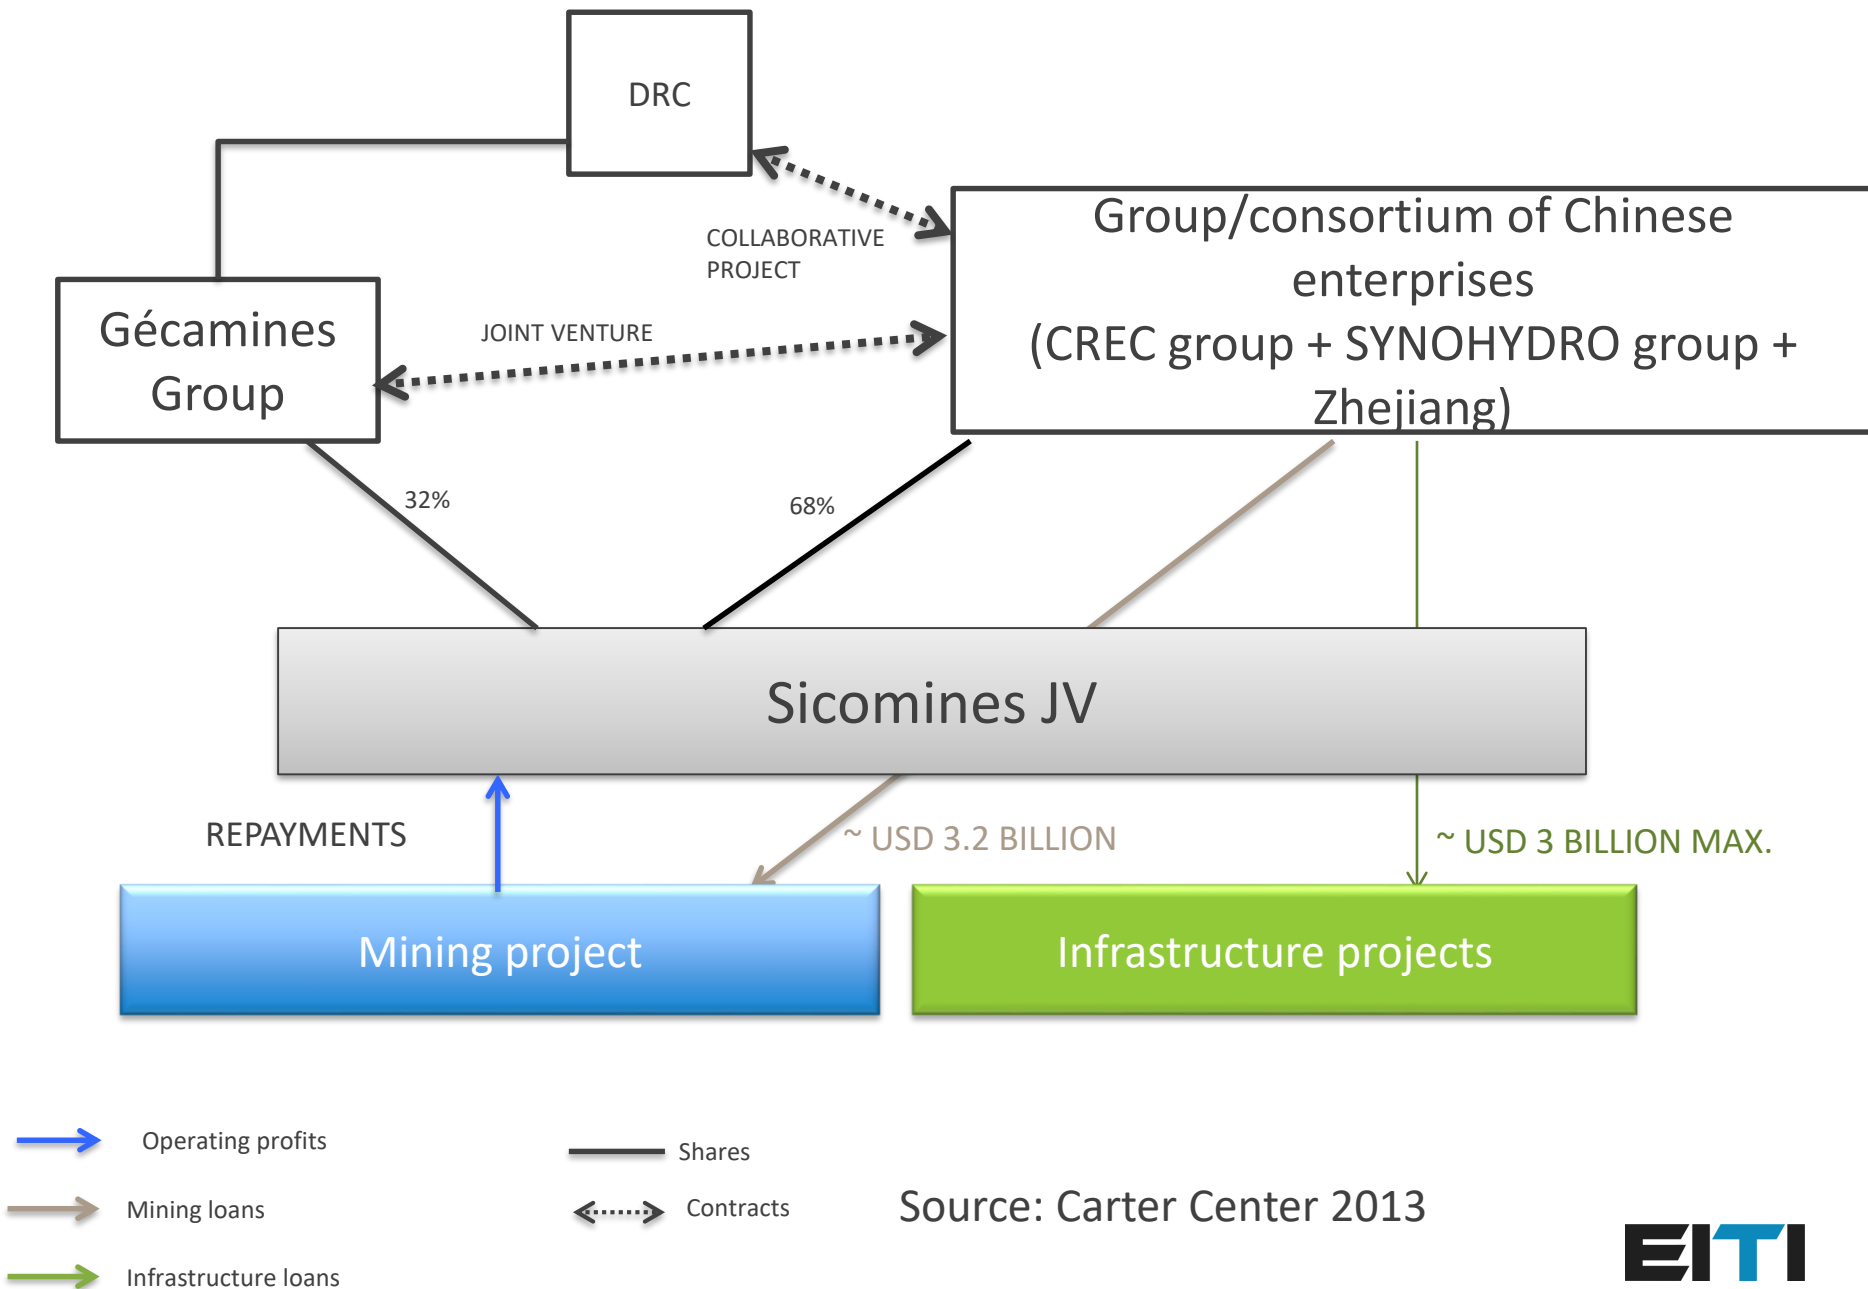 DRC
COLLABORATIVE
PROJECT
Group/consortium of Chinese
enterprises
(CREC group + SYNOHYDRO group +
Zhejiang)
Gécamines
Group
JOINT VENTURE
32%
68%
Sicomines JV
REPAYMENTS
~ USD 3.2 BILLION
~ USD 3 BILLION MAX.
Mining project
Infrastructure projects
Operating profits
Shares
Mining loans
Contracts
Infrastructure loans
Source: Carter Center 2013
EITI